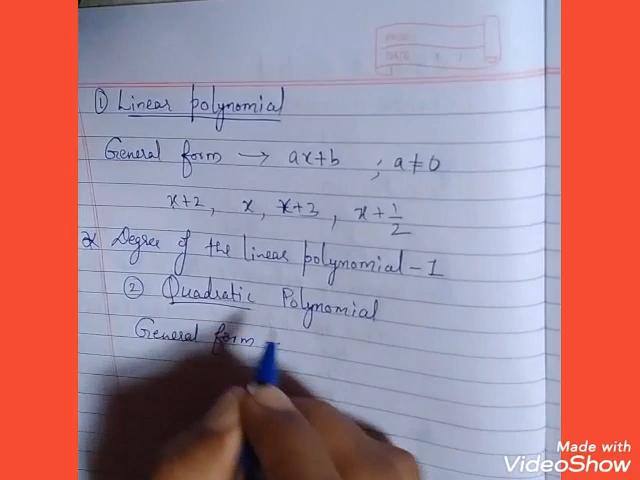 ① Linear polynomial
General form → ax+b ; a≠0
x+2, x, x+3, x+1/2
Degree of the linear polynomial - 1
② Quadratic Polynomial
General form -
Made with
VideoShow